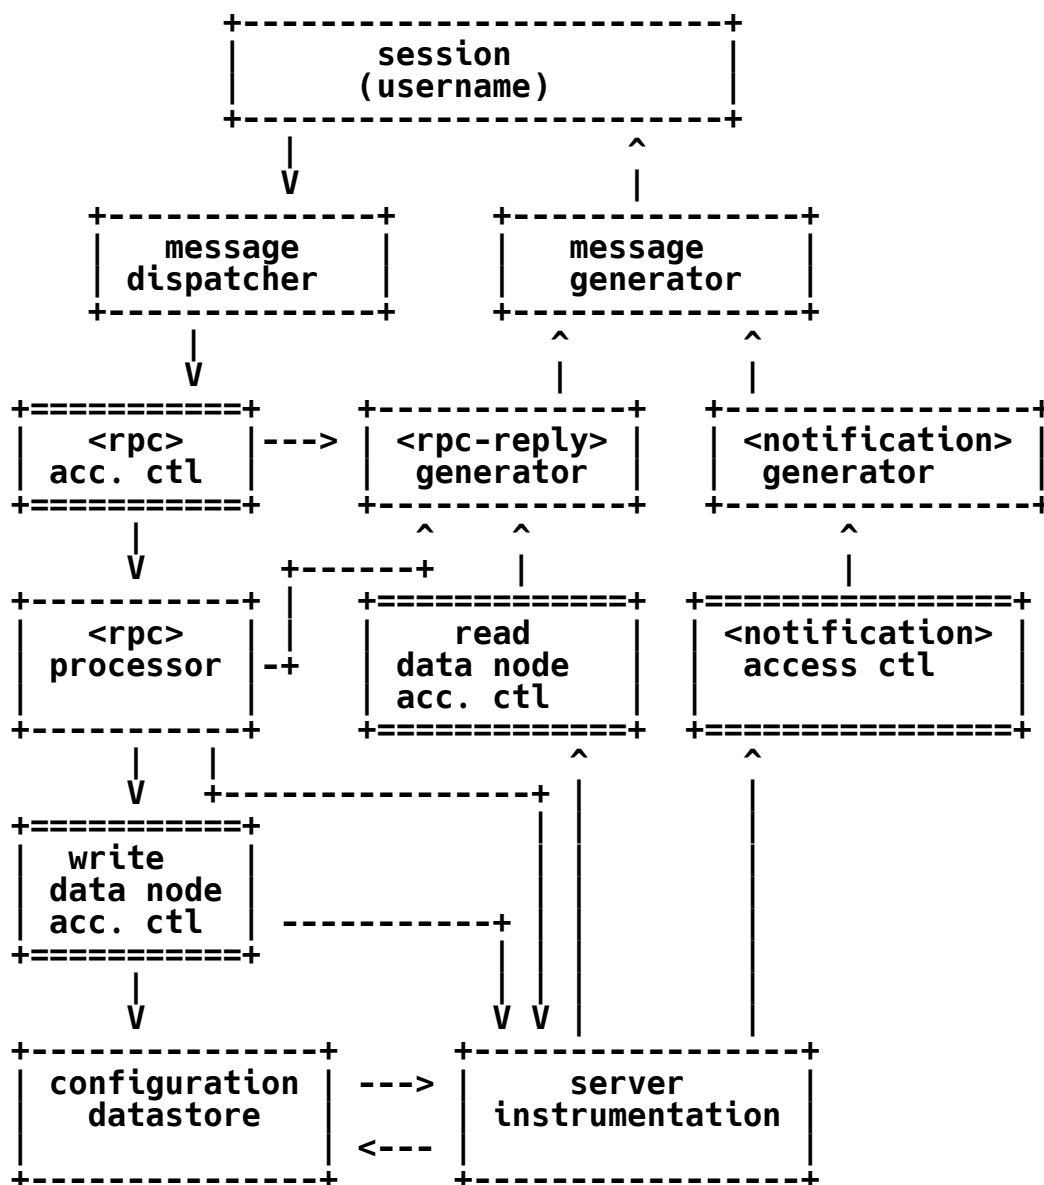 session
(username)
message
dispatcher
message
generator
<rpc>
acc. ctl
<rpc-reply>
generator
<notification>
generator
<rpc>
processor
read
data node
acc. ctl
<notification>
access ctl
write
data node
acc. ctl
configuration
datastore
server
instrumentation